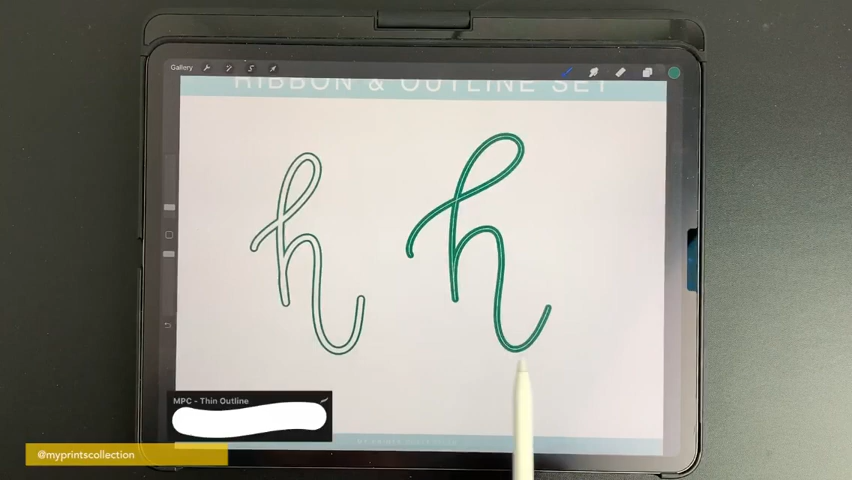 Gallery
RIBBON & OUTLINE SET
h h
MPC - Thin Outline
@myprintscollection